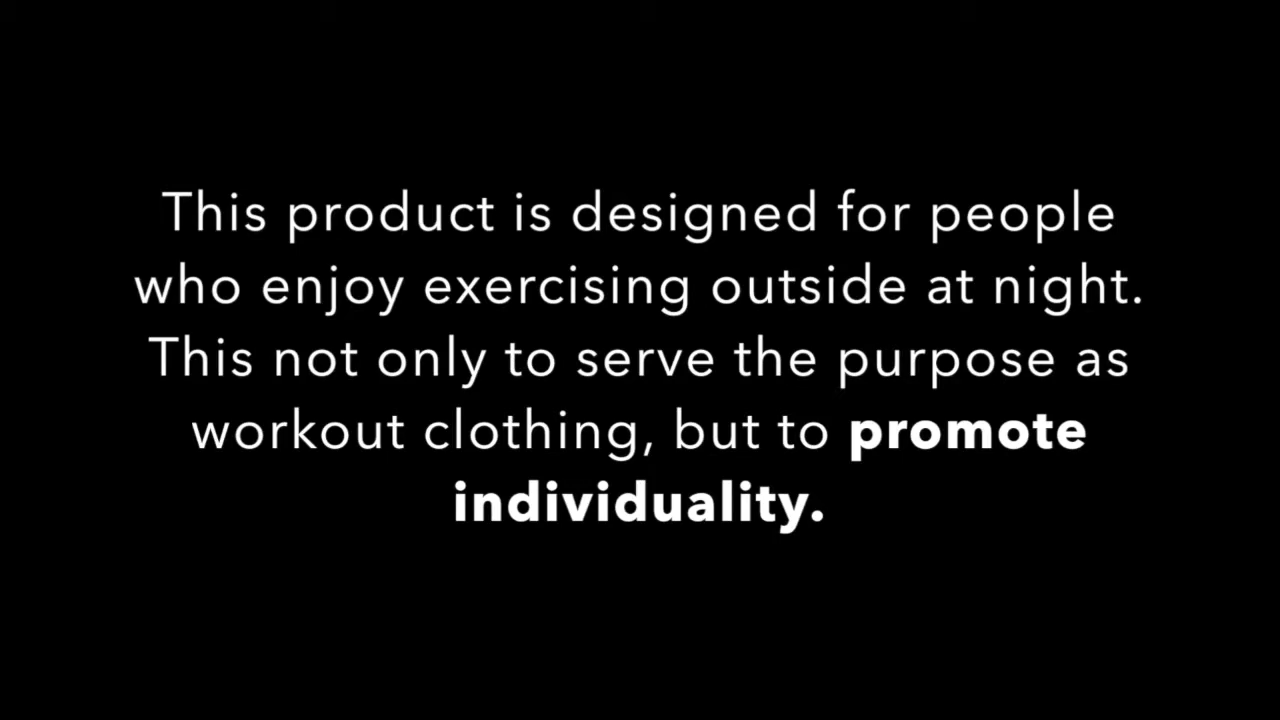 This product is designed for people
who enjoy exercising outside at night.
This not only to serve the purpose as
workout clothing, but to promote
individuality.